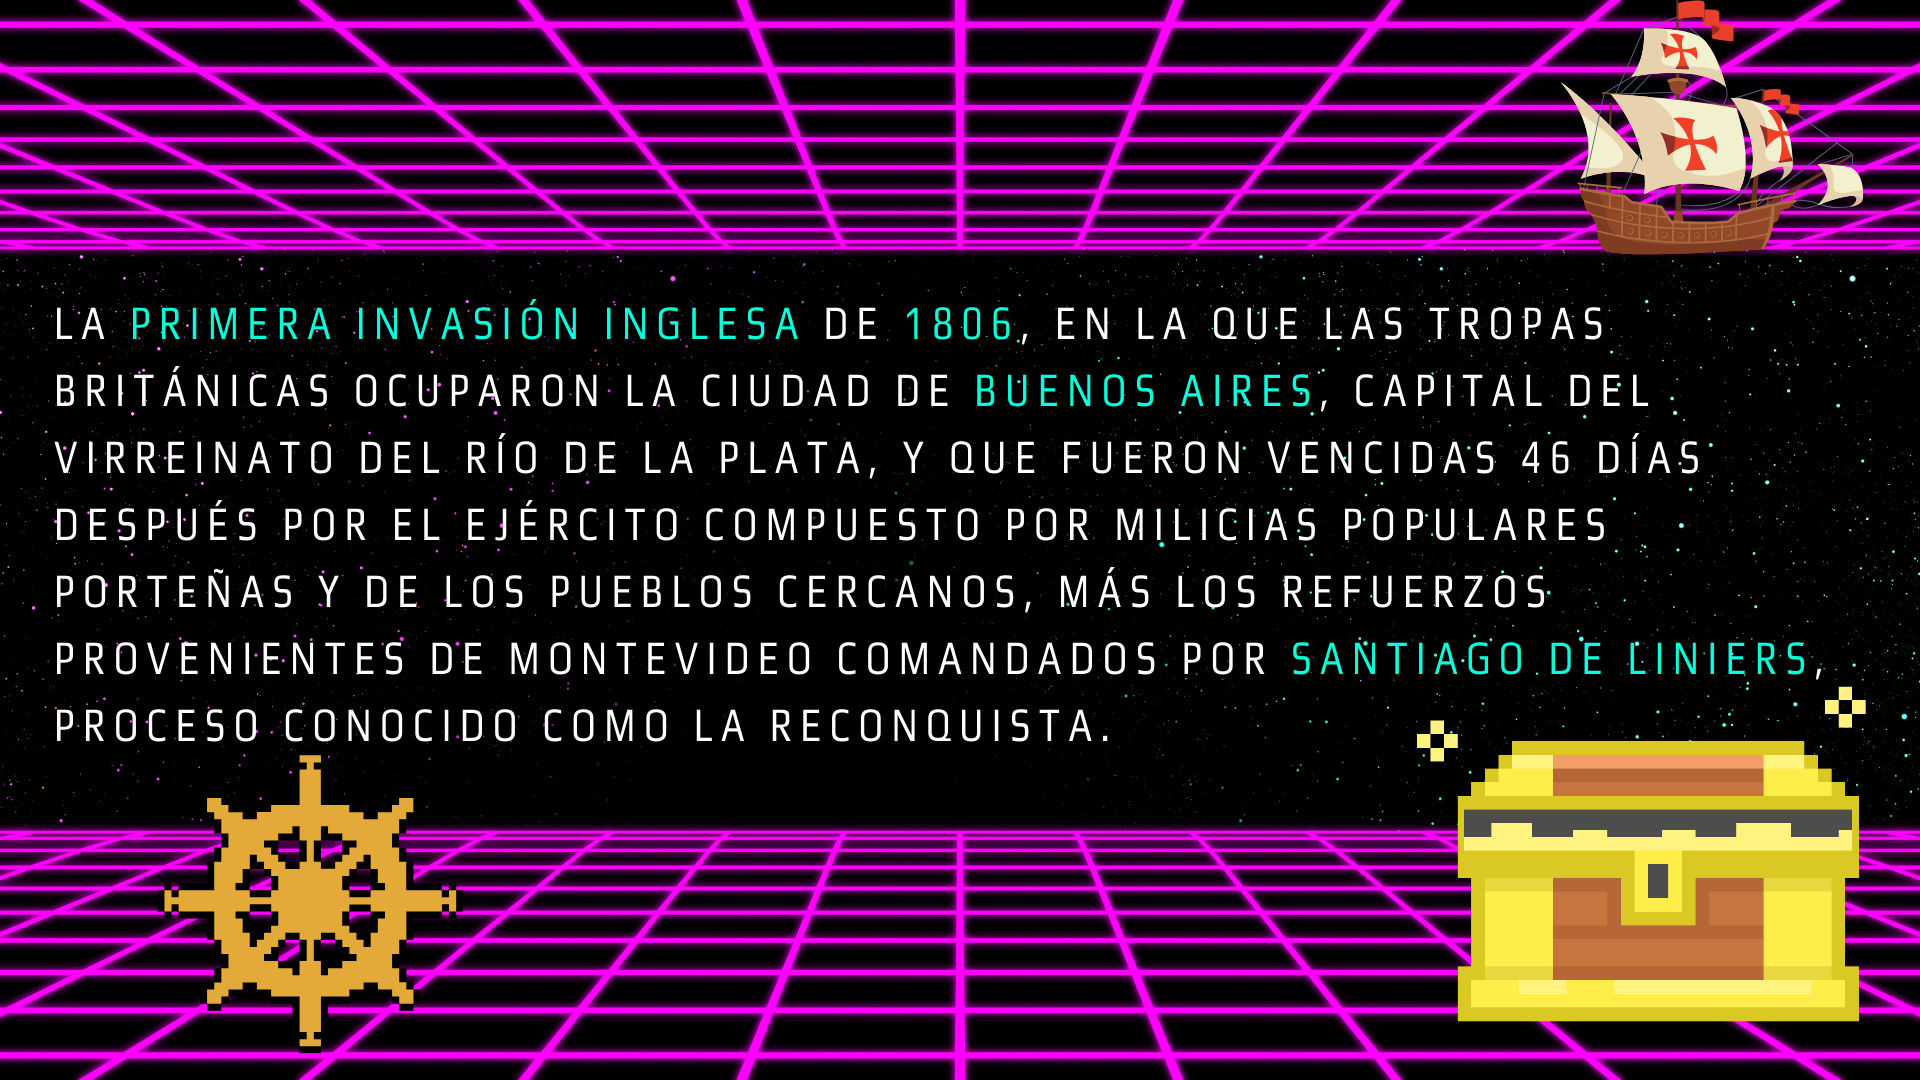 LA PRIMERA INVASIÓN INGLESA DE 1806, EN LA QUE LAS TROPAS
BRITÁNICAS OCUPARON LA CIUDAD DE BUENOS AIRES, CAPITAL DEL
VIRREINATO DEL RÍO DE LA PLATA, Y QUE FUERON VENCIDAS 46 DÍAS
DESPUÉS POR EL EJÉRCITO COMPUESTO POR MILICIAS POPULARES
PORTEÑAS Y DE LOS PUEBLOS CERCANOS, MÁS LOS REFUERZOS
PROVENIENTES DE MONTEVIDEO COMANDADOS POR SANTIAGO DE LINIERS,
PROCESO CONOCIDO COMO LA RECONQUISTA.